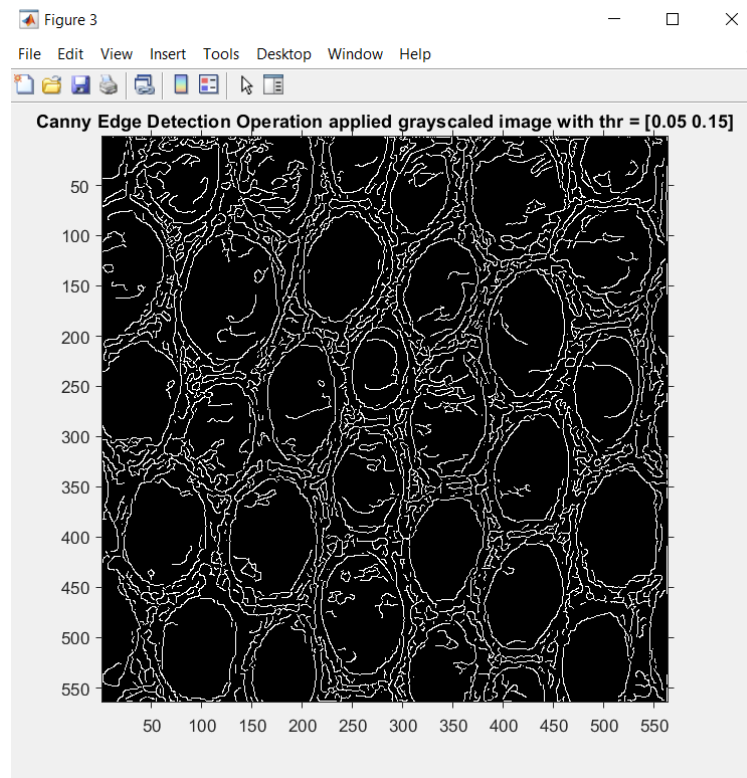 Figure 3
File Edit View Insert Tools Desktop Window Help
Canny Edge Detection Operation applied grayscaled image with thr = [0.05 0.15]
50
100
150
200
250
300
350
400
450
500
550
50 100 150 200 250 300 350 400 450 500 550